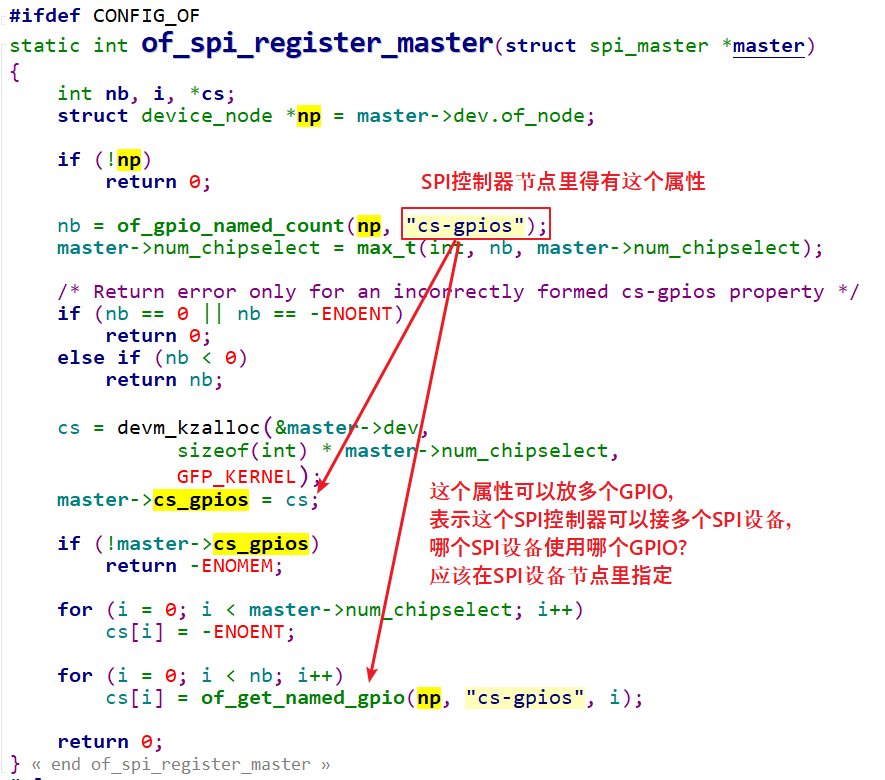 #ifdef CONFIG_OF
static int of_spi_register_master(struct spi_master *master)
{
    int nb, i, *cs;
    struct device_node *np = master->dev.of_node;
    if (!np)
        return 0;
SPI控制器节点里得有这个属性
    nb = of_gpio_named_count(np, "cs-gpios");
    master->num_chipselect = max_t(int, nb, master->num_chipselect);
    /* Return error only for an incorrectly formed cs-gpios property */
    if (nb == 0 || nb == -ENOENT)
        return 0;
    else if (nb < 0)
        return nb;
    cs = devm_kzalloc(&master->dev,
              sizeof(int) * master->num_chipselect,
              GFP_KERNEL);
    master->cs_gpios = cs;
这个属性可以放多个GPIO,
表示这个SPI控制器可以接多个SPI设备,
哪个SPI设备使用哪个GPIO?
应该在SPI设备节点里指定
    if (!master->cs_gpios)
        return -ENOMEM;
    for (i = 0; i < master->num_chipselect; i++)
        cs[i] = -ENOENT;
    for (i = 0; i < nb; i++)
        cs[i] = of_get_named_gpio(np, "cs-gpios", i);
    return 0;
} « end of_spi_register_master »